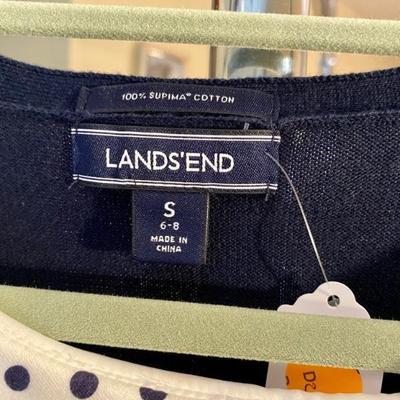 100% SUPIMA® COTTON
LANDS'END
S
6-8
MADE IN
CHINA